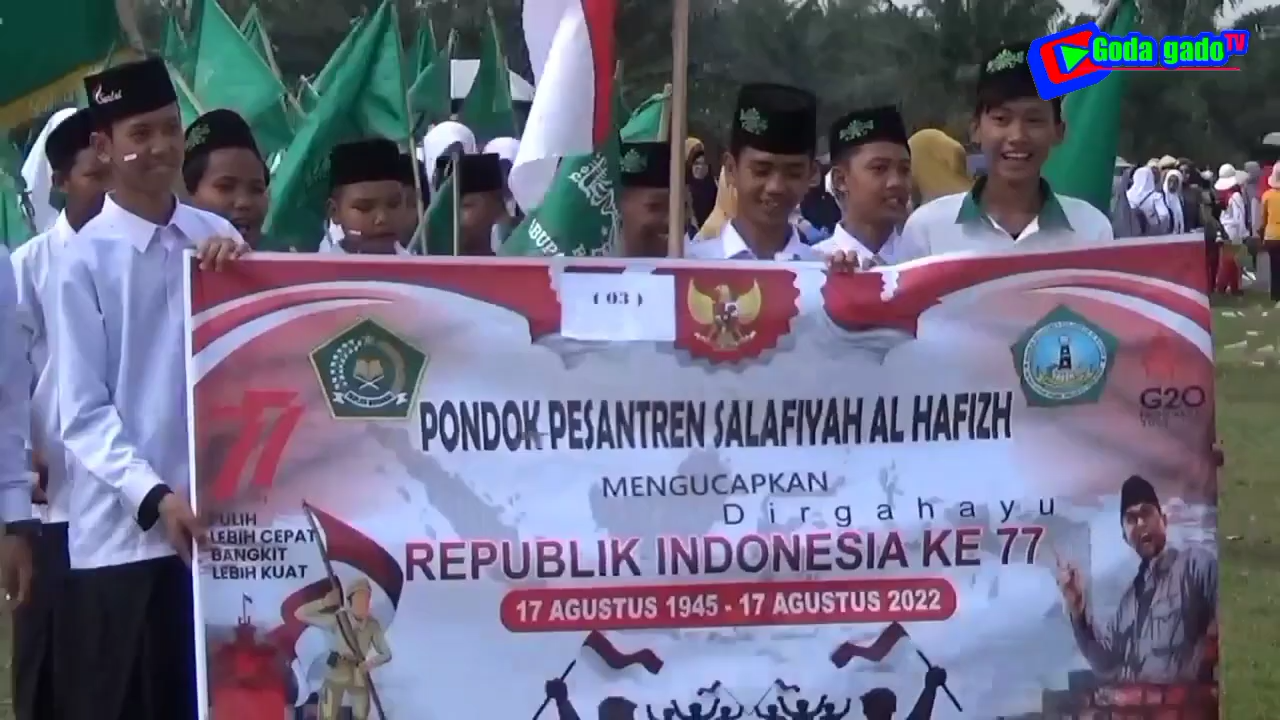 Goda gado TV
( 03 )
77
G20
PONDOK PESANTREN SALAFIYAH AL HAFIZH
MENGUCAPKAN
Dirgahayu
REPUBLIK INDONESIA KE 77
17 AGUSTUS 1945 - 17 AGUSTUS 2022
PULIH
LEBIH CEPAT
BANGKIT
LEBIH KUAT